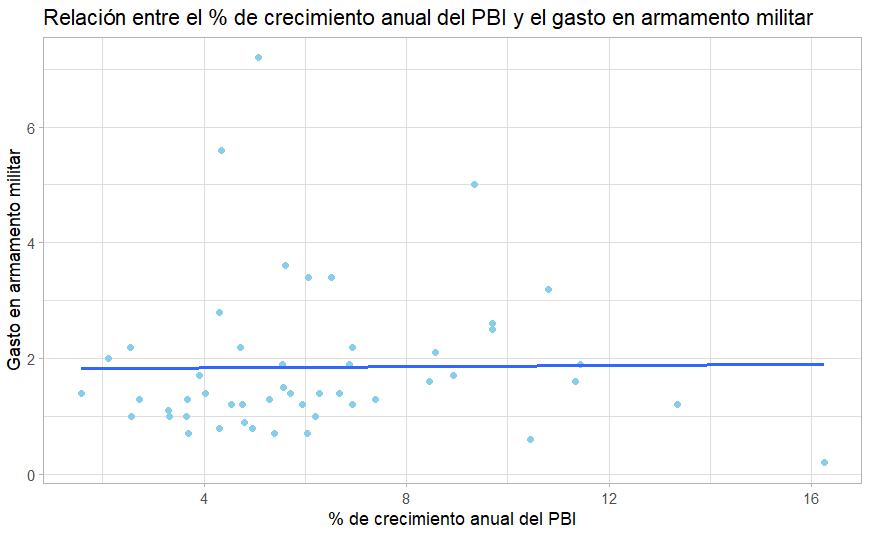 Relación entre el % de crecimiento anual del PBI y el gasto en armamento militar
Gasto en armamento militar
6
4
2
0
4
8
12
16
% de crecimiento anual del PBI